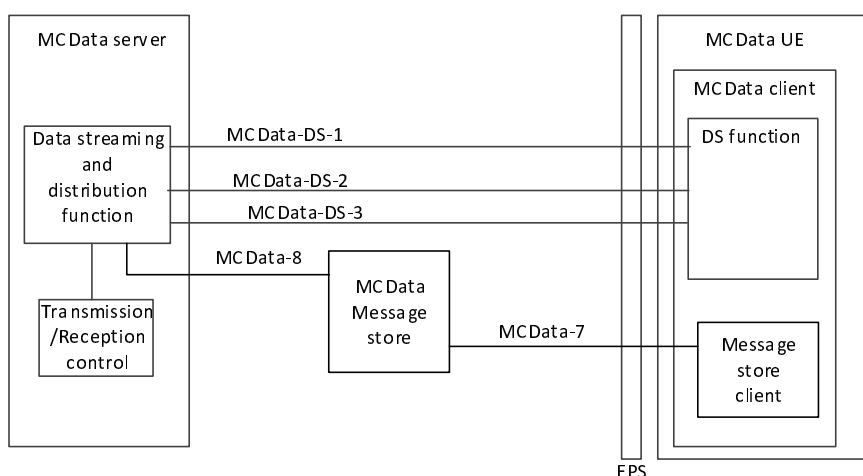 MCData server
MCData UE
MCData client
Data streaming
and
distribution
function
MCData-DS-1
MCData-DS-2
MCData-DS-3
DS function
MCData-8
MCData
Message
store
Transmission
/Reception
control
MCData-7
Message
store
client
EPS